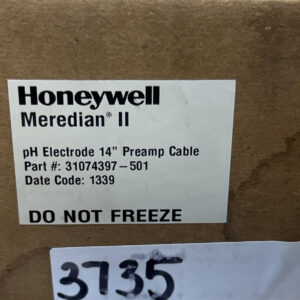 Honeywell
Meredian® II
pH Electrode 14" Preamp Cable
Part #: 31074397-501
Date Code: 1339
DO NOT FREEZE
3735